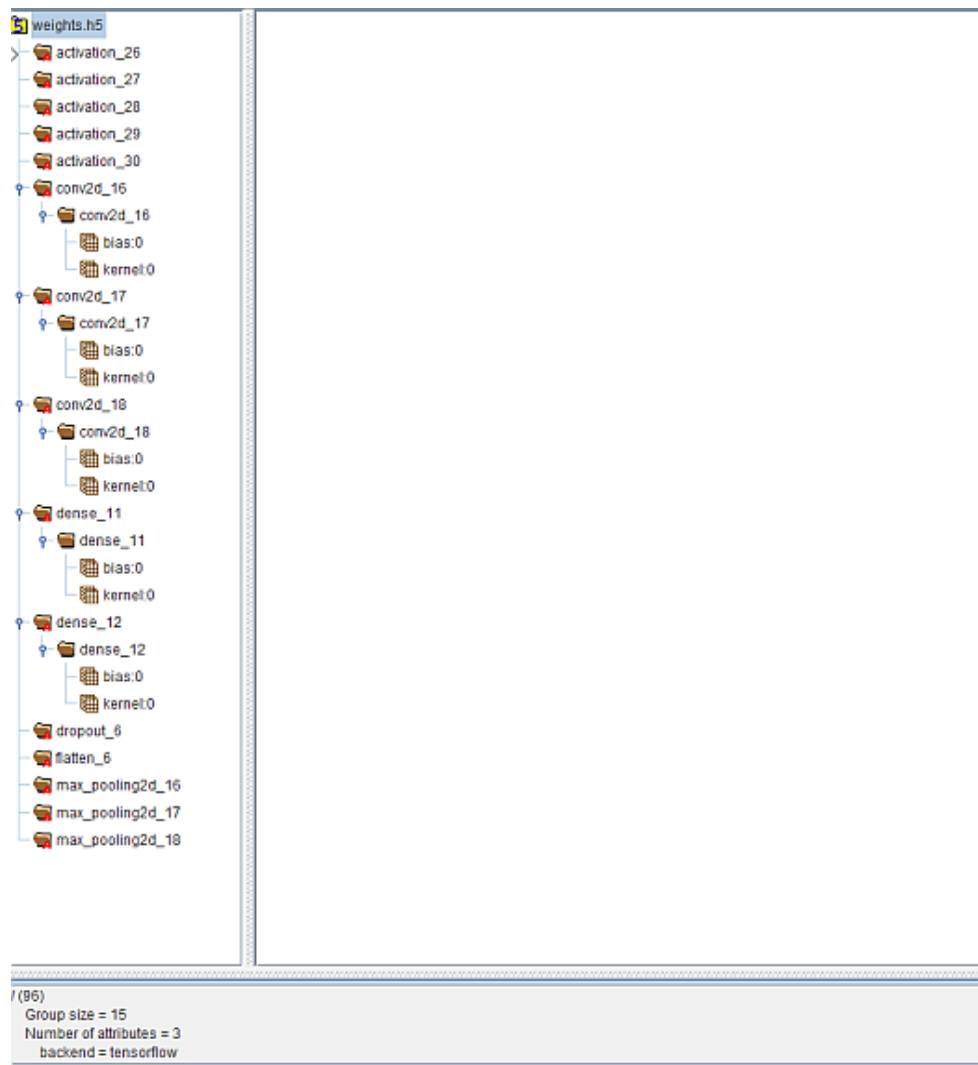 weights.h5
activation_26
activation_27
activation_28
activation_29
activation_30
conv2d_16
conv2d_16
bias:0
kernel:0
conv2d_17
conv2d_17
bias:0
kernel:0
conv2d_18
conv2d_18
bias:0
kernel:0
dense_11
dense_11
bias:0
kernel:0
dense_12
dense_12
bias:0
kernel:0
dropout_6
flatten_6
max_pooling2d_16
max_pooling2d_17
max_pooling2d_18
/ (96)
Group size = 15
Number of attributes = 3
backend = tensorflow